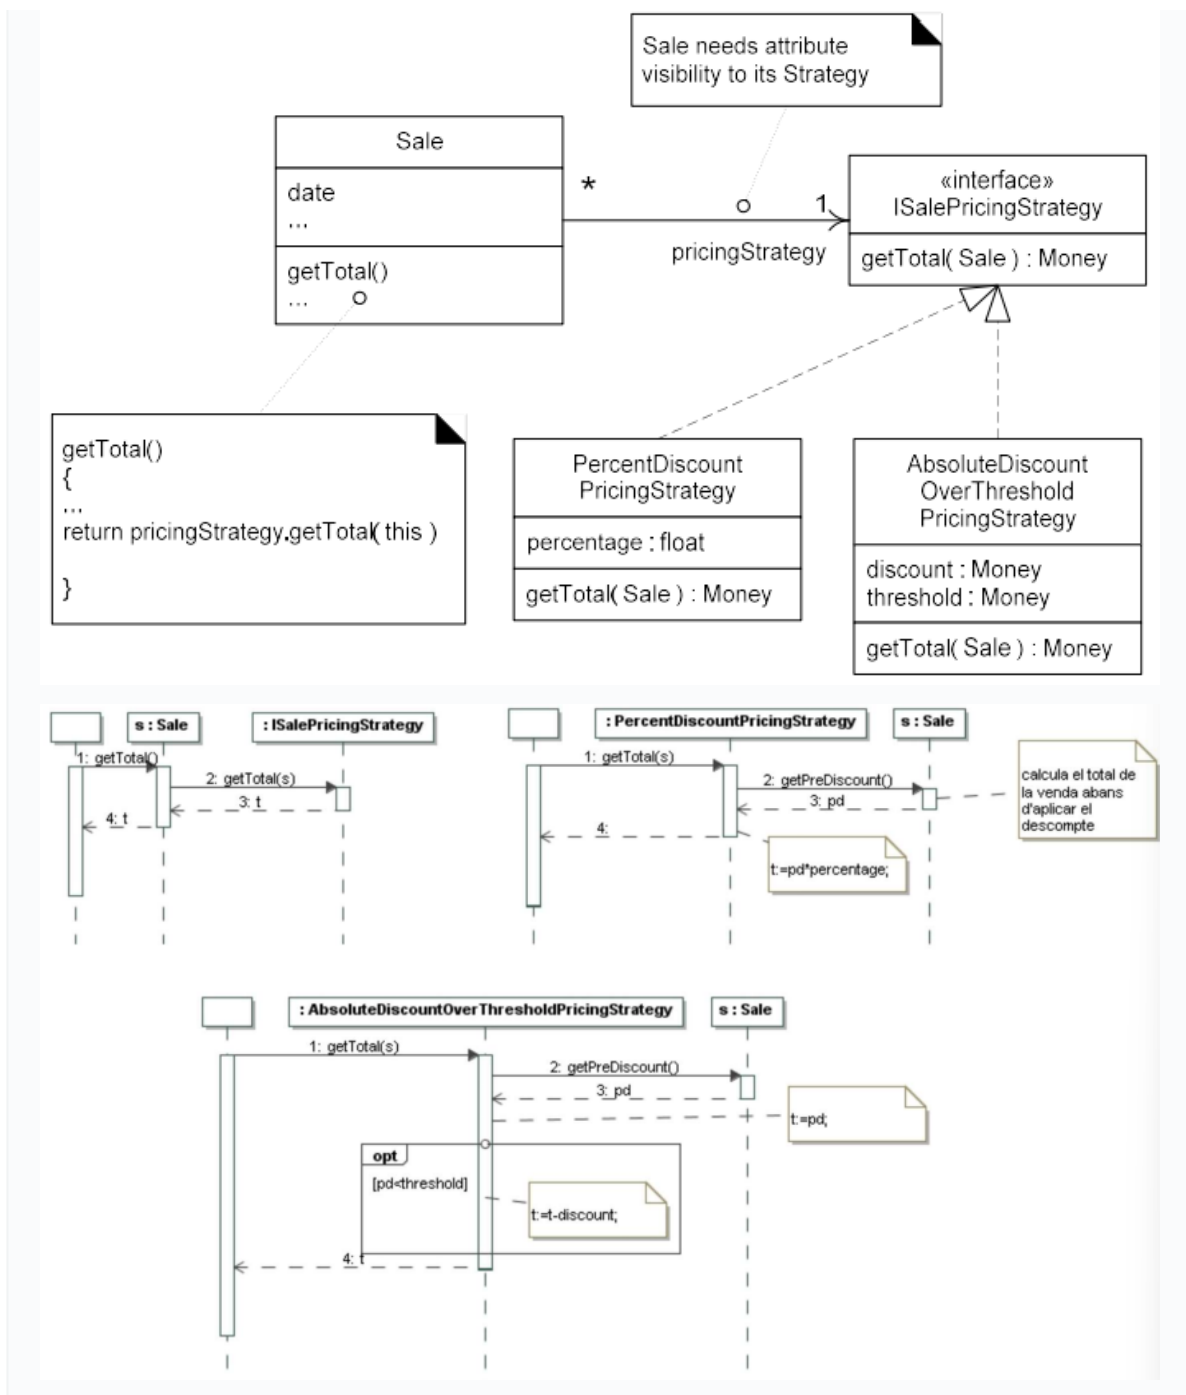 Sale needs attribute
visibility to its Strategy
Sale
date
...
getTotal()
...
*
1
pricingStrategy
«interface»
ISalePricingStrategy
getTotal( Sale ) : Money
getTotal()
{
...
return pricingStrategy.getTotal( this )
}
PercentDiscount
PricingStrategy
percentage : float
getTotal( Sale ) : Money
AbsoluteDiscount
OverThreshold
PricingStrategy
discount : Money
threshold : Money
getTotal( Sale ) : Money
s : Sale
: ISalePricingStrategy
1: getTotal()
2: getTotal(s)
3: t
4: t
: PercentDiscountPricingStrategy
s : Sale
1: getTotal(s)
2: getPreDiscount()
3: pd
4:
calcula el total de
la venda abans
d'aplicar el
descompte
t:=pd*percentage;
: AbsoluteDiscountOverThresholdPricingStrategy
s : Sale
1: getTotal(s)
2: getPreDiscount()
3: pd
t:=pd;
opt
[pd<threshold]
t:=t-discount;
4: t